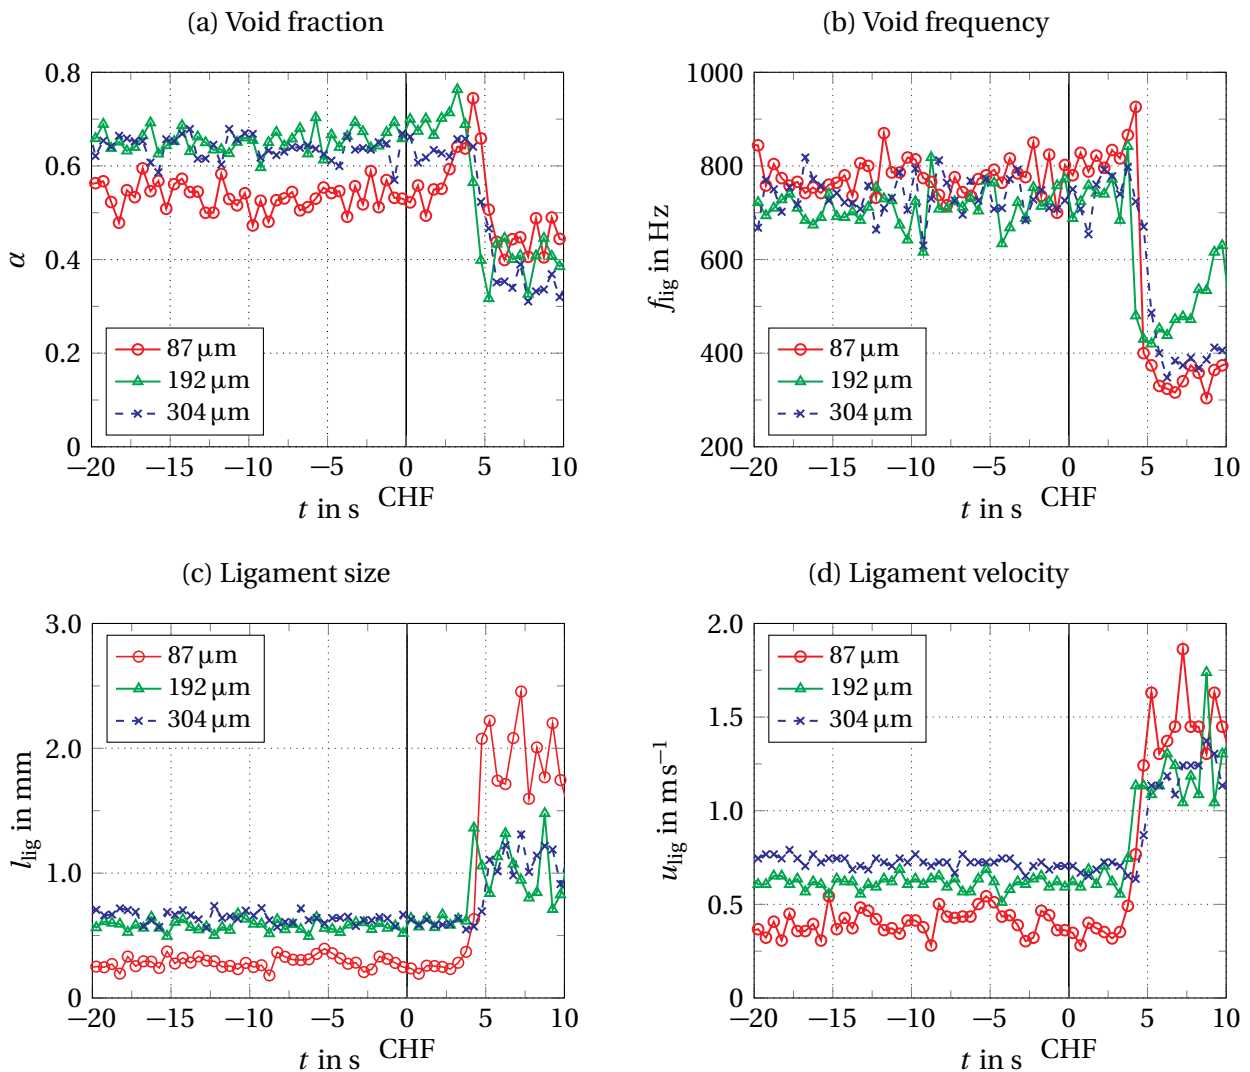 (a) Void fraction
0.8
0.6
0.4
0.2
0
α
87 µm
192 µm
304 µm
−20 −15 −10 −5 0 5 10
CHF
t in s
(b) Void frequency
1000
800
600
400
200
f_lig in Hz
87 µm
192 µm
304 µm
−20 −15 −10 −5 0 5 10
CHF
t in s
(c) Ligament size
3.0
2.0
1.0
0
l_lig in mm
87 µm
192 µm
304 µm
−20 −15 −10 −5 0 5 10
CHF
t in s
(d) Ligament velocity
2.0
1.5
1.0
0.5
0
u_lig in m s⁻¹
87 µm
192 µm
304 µm
−20 −15 −10 −5 0 5 10
CHF
t in s